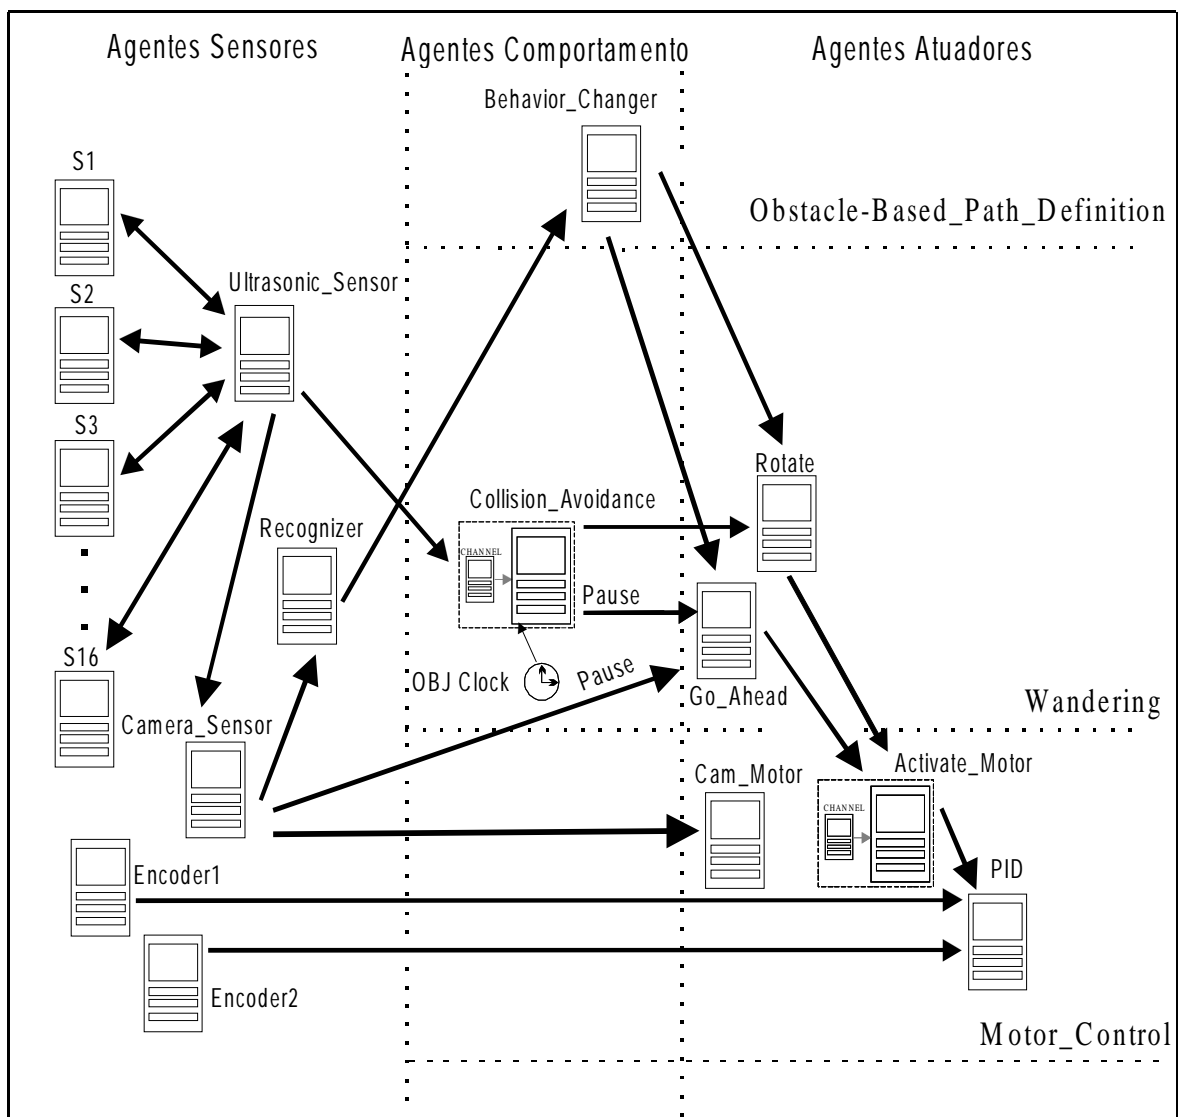 Agentes Sensores
Agentes Comportamento
Agentes Atuadores
Behavior_Changer
S1
Obstacle-Based_Path_Definition
Ultrasonic_Sensor
S2
S3
Rotate
Collision_Avoidance
Recognizer
CHANNEL
Pause
S16
OBJ Clock
Pause
Go_Ahead
Wandering
Camera_Sensor
Cam_Motor
Activate_Motor
CHANNEL
Encoder1
PID
Encoder2
Motor_Control